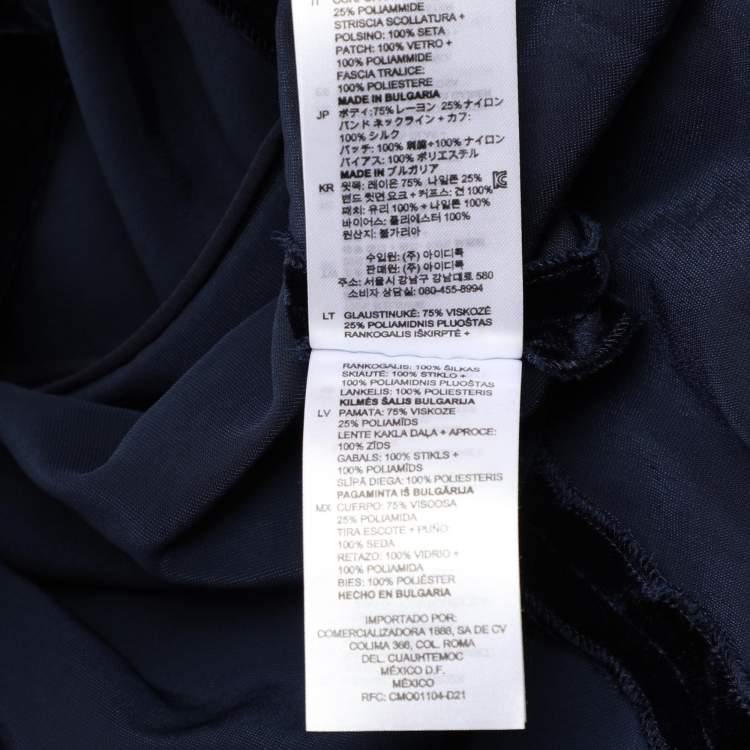 25% POLIAMMIDE
STRISCIA SCOLLATURA +
POLSINO: 100% SETA
PATCH: 100% VETRO +
100% POLIAMMIDE
FASCIA TRALICE:
100% POLIESTERE
MADE IN BULGARIA
JP ボディ:75%レーヨン 25%ナイロン
バンド ネックライン + カフ:
100% シルク
パッチ: 100% 硝子+100% ナイロン
バイアス: 100% ポリエステル
MADE IN ブルガリア
KR 윗목: 레이온 75% 나일론 25%
밴드 윗면 요크 + 커프스: 견 100%
패치: 유리 100% + 나일론 100%
바이어스: 폴리에스터 100%
원산지: 불가리아
수입원: (주) 아이디룩
판매원: (주) 아이디룩
주소: 서울시 강남구 강남대로 580
소비자 상담실: 080-455-8994
LT GLAUSTINUKĖ: 75% VISKOZĖ
25% POLIAMIDNIS PLUOŠTAS
RANKOGALIS IŠKIRPTĖ +
RANKOGALIS: 100% ŠILKAS
SKIAUTĖ: 100% STIKLO +
100% POLIAMIDNIS PLUOŠTAS
LANKELIS: 100% POLIESTERIS
KILMĖS ŠALIS BULGARIJA
LV PAMATA: 75% VISKOZE
25% POLIAMĪDS
LENTE KAKLA DAĻA + APROCE:
100% ZĪDS
GABALS: 100% STIKLS +
100% POLIAMĪDS
SLĪPĀ DIEGA: 100% POLIESTERIS
PAGAMINTA IŠ BULGĀRIJA
MX CUERPO: 75% VISCOSA
25% POLIAMIDA
TIRA ESCOTE + PUÑO:
100% SEDA
RETAZO: 100% VIDRIO +
100% POLIAMIDA
BIES: 100% POLIÉSTER
HECHO EN BULGARIA
IMPORTADO POR:
COMERCIALIZADORA 1888, SA DE CV
COLIMA 366, COL. ROMA
DEL. CUAUHTEMOC
MÉXICO D.F.
MÉXICO
RFC: CMO01104-D21